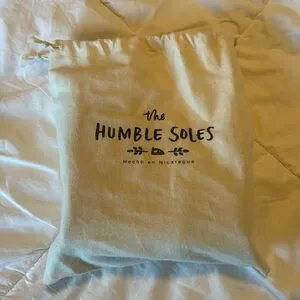 the
HUMBLE SOLES
Hecho en Nicaragua